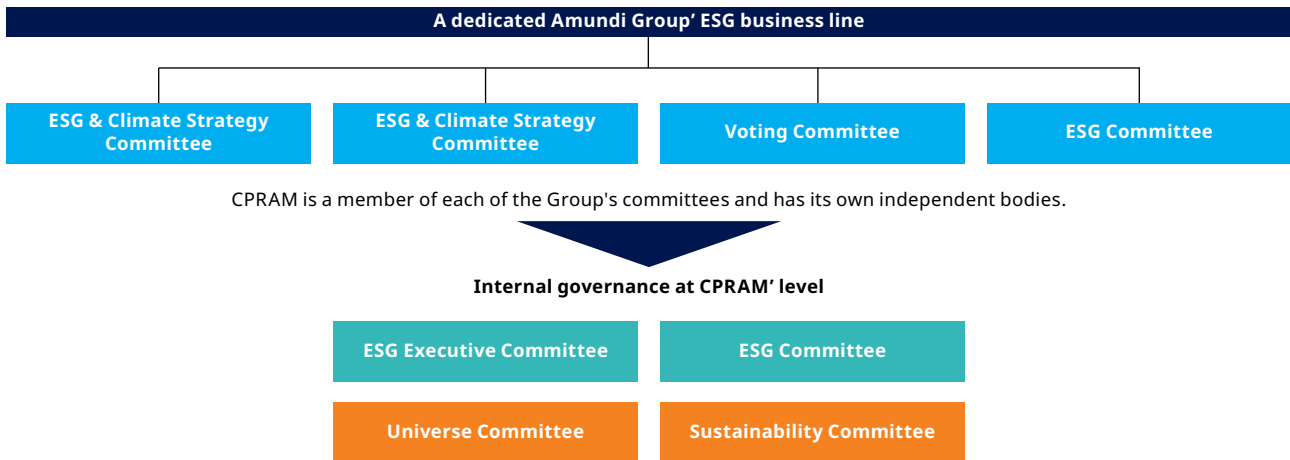 A dedicated Amundi Group’ ESG business line
ESG & Climate Strategy
Committee
ESG & Climate Strategy
Committee
Voting Committee
ESG Committee
CPRAM is a member of each of the Group's committees and has its own independent bodies.
Internal governance at CPRAM’ level
ESG Executive Committee
ESG Committee
Universe Committee
Sustainability Committee